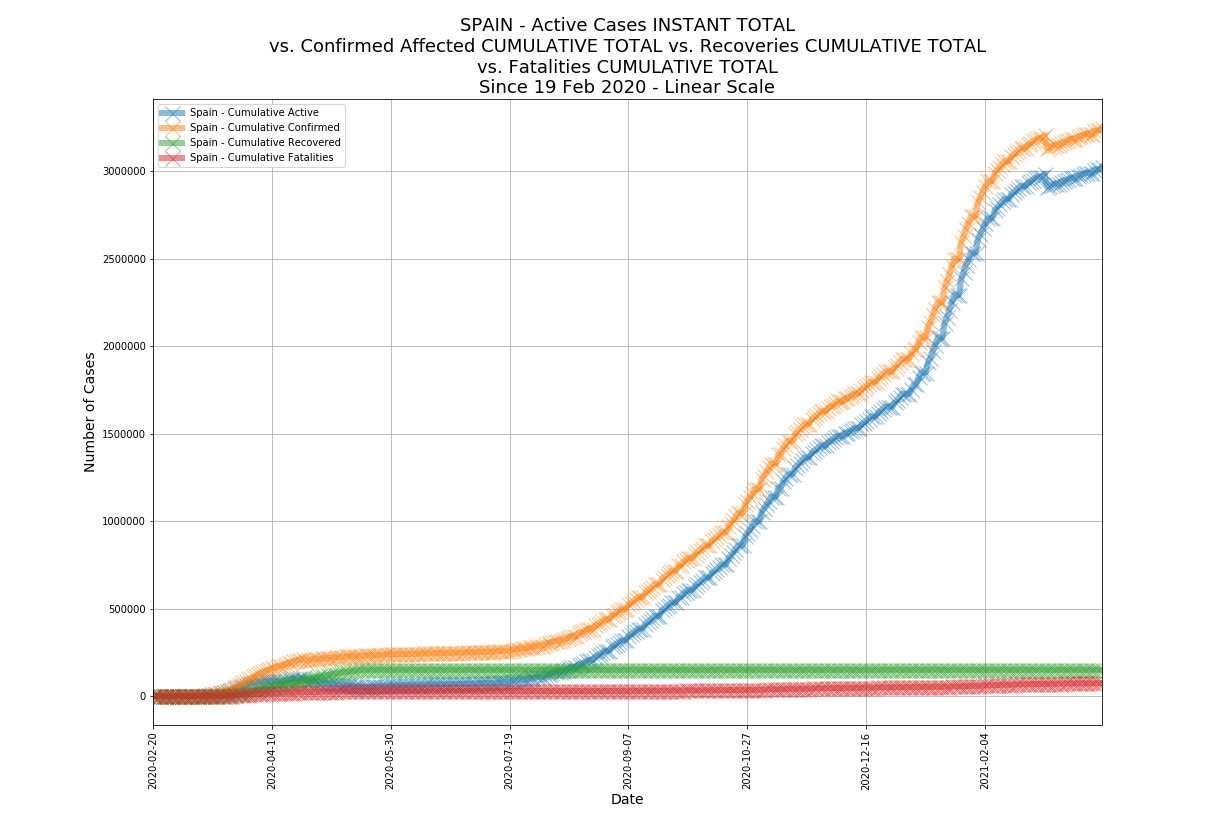 SPAIN - Active Cases INSTANT TOTAL
vs. Confirmed Affected CUMULATIVE TOTAL vs. Recoveries CUMULATIVE TOTAL
vs. Fatalities CUMULATIVE TOTAL
Since 19 Feb 2020 - Linear Scale
Spain - Cumulative Active
Spain - Cumulative Confirmed
Spain - Cumulative Recovered
Spain - Cumulative Fatalities
Number of Cases
3000000
2500000
2000000
1500000
1000000
500000
0
2020-02-20
2020-04-10
2020-05-30
2020-07-19
2020-09-07
2020-10-27
2020-12-16
2021-02-04
Date